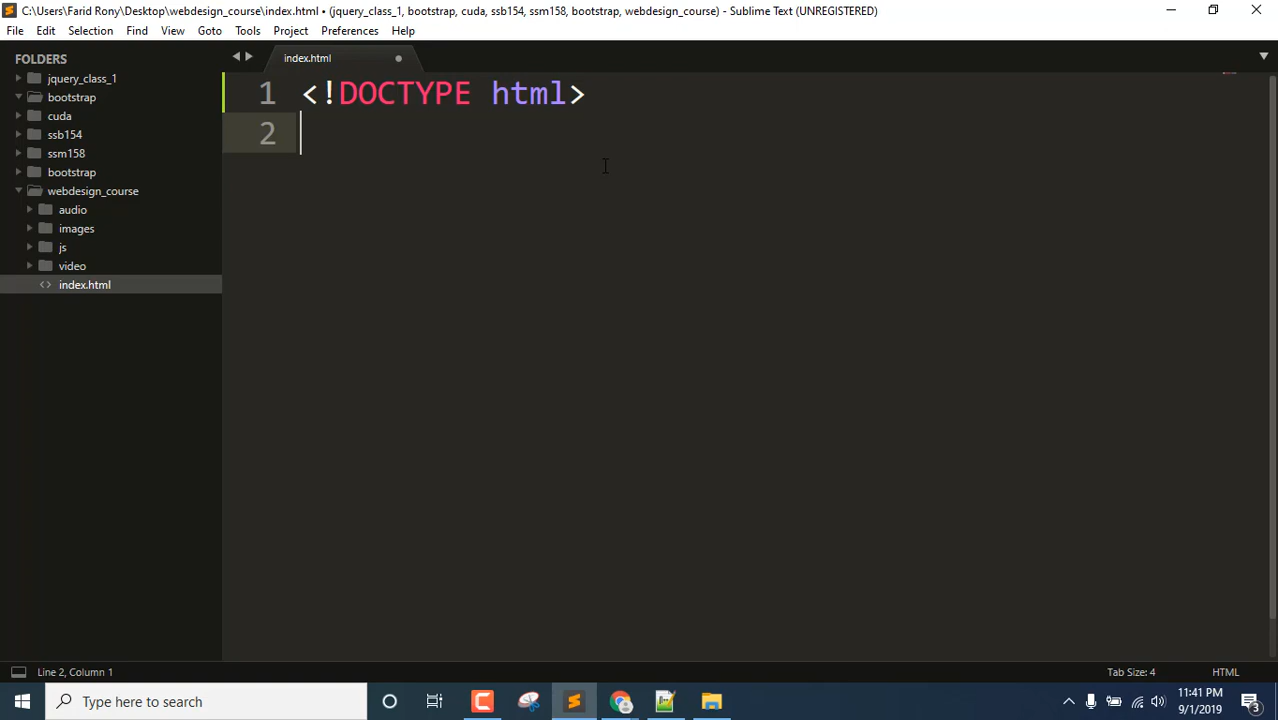 C:\Users\Farid Rony\Desktop\webdesign_course\index.html • (jquery_class_1, bootstrap, cuda, ssb154, ssm158, bootstrap, webdesign_course) - Sublime Text (UNREGISTERED)
File Edit Selection Find View Goto Tools Project Preferences Help
FOLDERS
jquery_class_1
bootstrap
cuda
ssb154
ssm158
bootstrap
webdesign_course
audio
images
js
video
index.html
index.html
1 <!DOCTYPE html>
2
Line 2, Column 1
Tab Size: 4
HTML
Type here to search
11:41 PM
9/1/2019
3